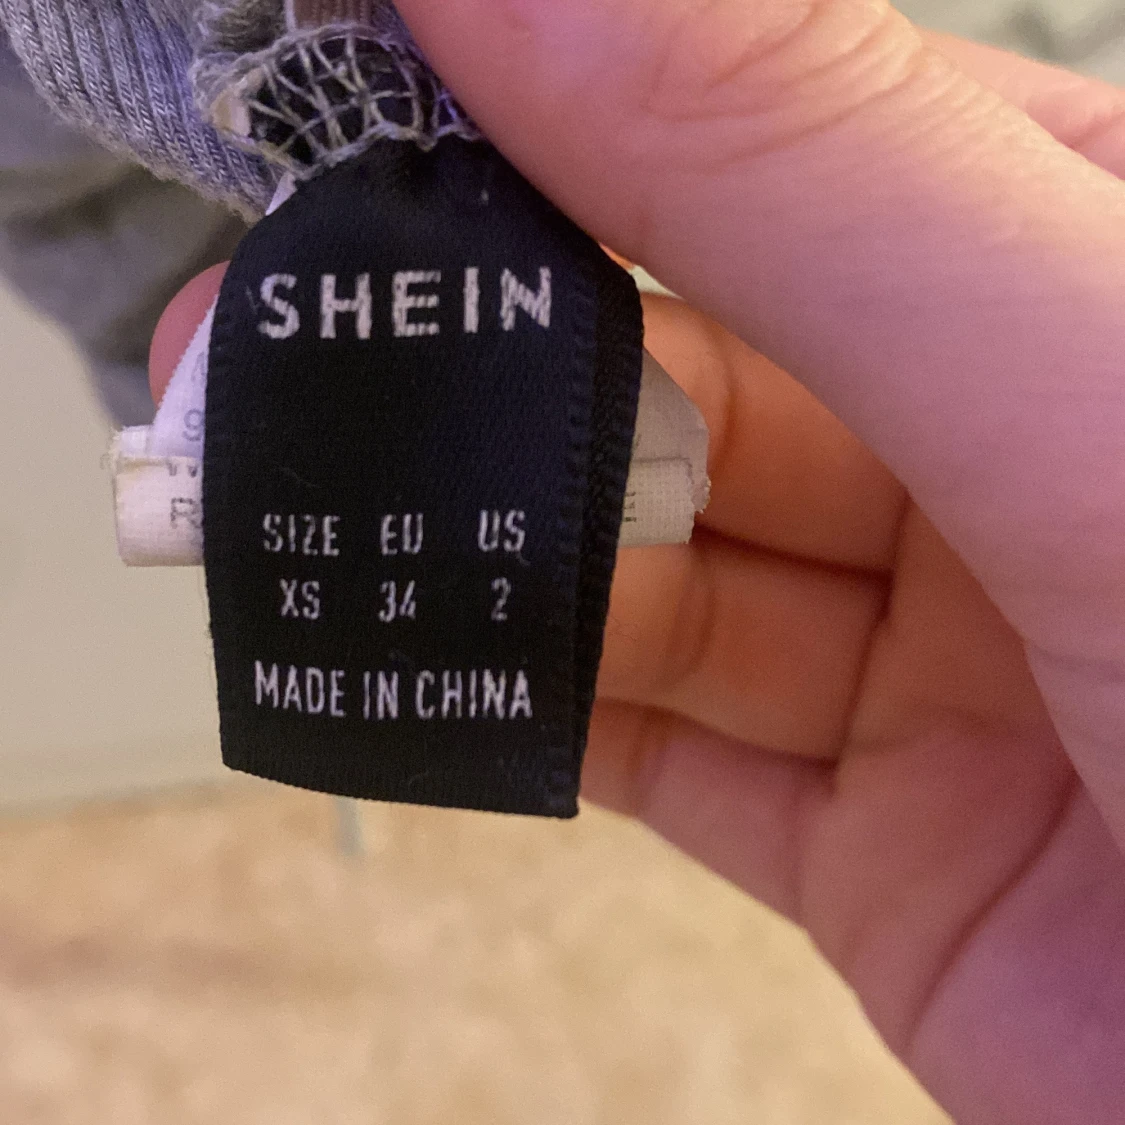 SHEIN
SIZE EU US
XS 34 2
MADE IN CHINA